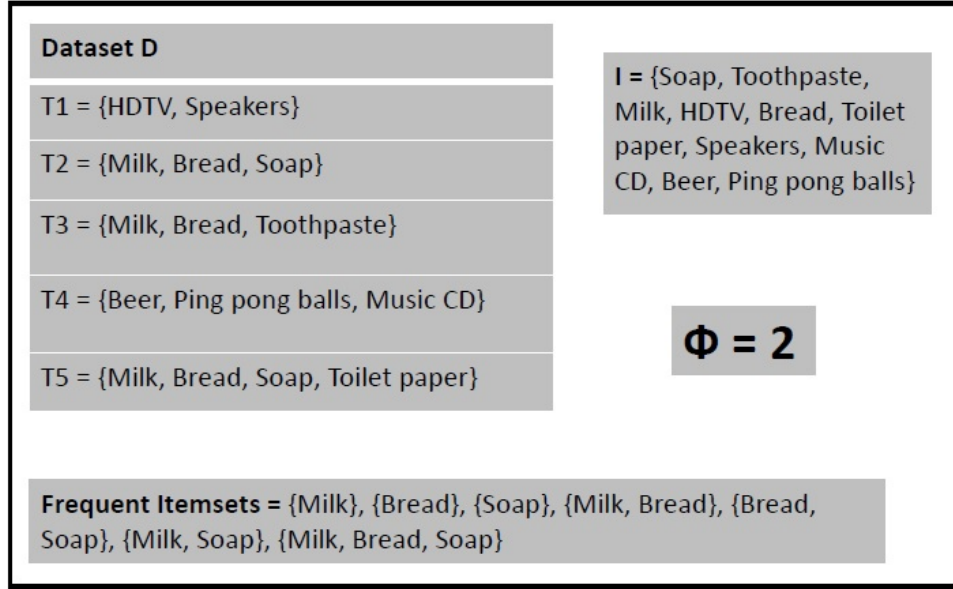 Dataset D
T1 = {HDTV, Speakers}
T2 = {Milk, Bread, Soap}
T3 = {Milk, Bread, Toothpaste}
T4 = {Beer, Ping pong balls, Music CD}
T5 = {Milk, Bread, Soap, Toilet paper}
I = {Soap, Toothpaste,
Milk, HDTV, Bread, Toilet
paper, Speakers, Music
CD, Beer, Ping pong balls}
Φ = 2
Frequent Itemsets = {Milk}, {Bread}, {Soap}, {Milk, Bread}, {Bread,
Soap}, {Milk, Soap}, {Milk, Bread, Soap}